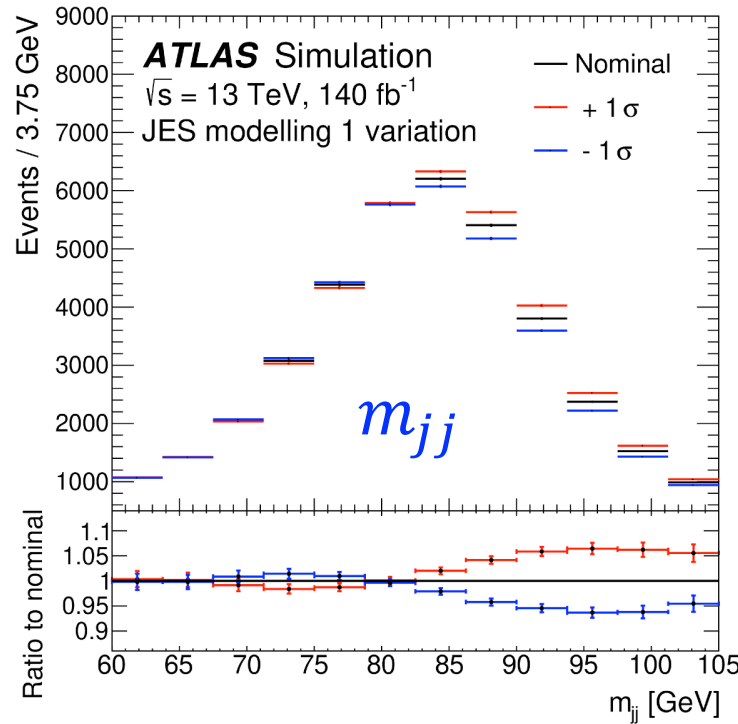 ATLAS Simulation
√s = 13 TeV, 140 fb⁻¹
JES modelling 1 variation
Nominal
+ 1σ
- 1σ
Events / 3.75 GeV
9000
8000
7000
6000
5000
4000
3000
2000
1000
m_jj
Ratio to nominal
1.1
1.05
1
0.95
0.9
60 65 70 75 80 85 90 95 100 105
m_jj [GeV]